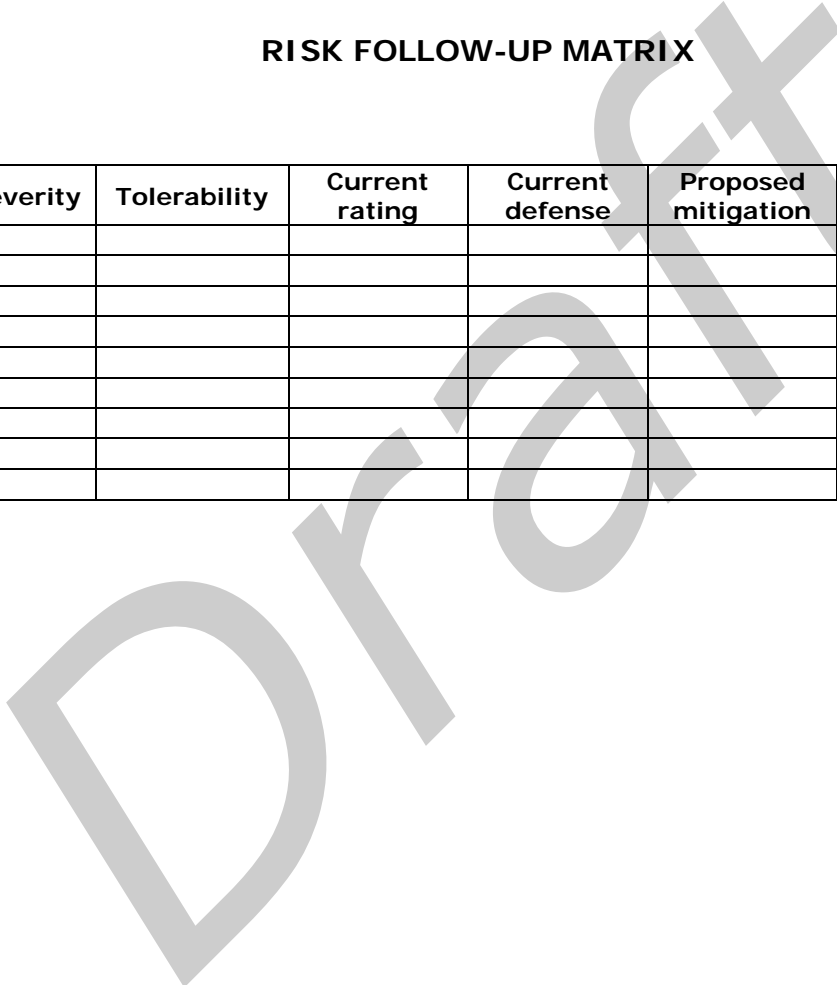 RISK FOLLOW-UP MATRIX
everity Tolerability Current rating Current defense Proposed mitigation
Draft